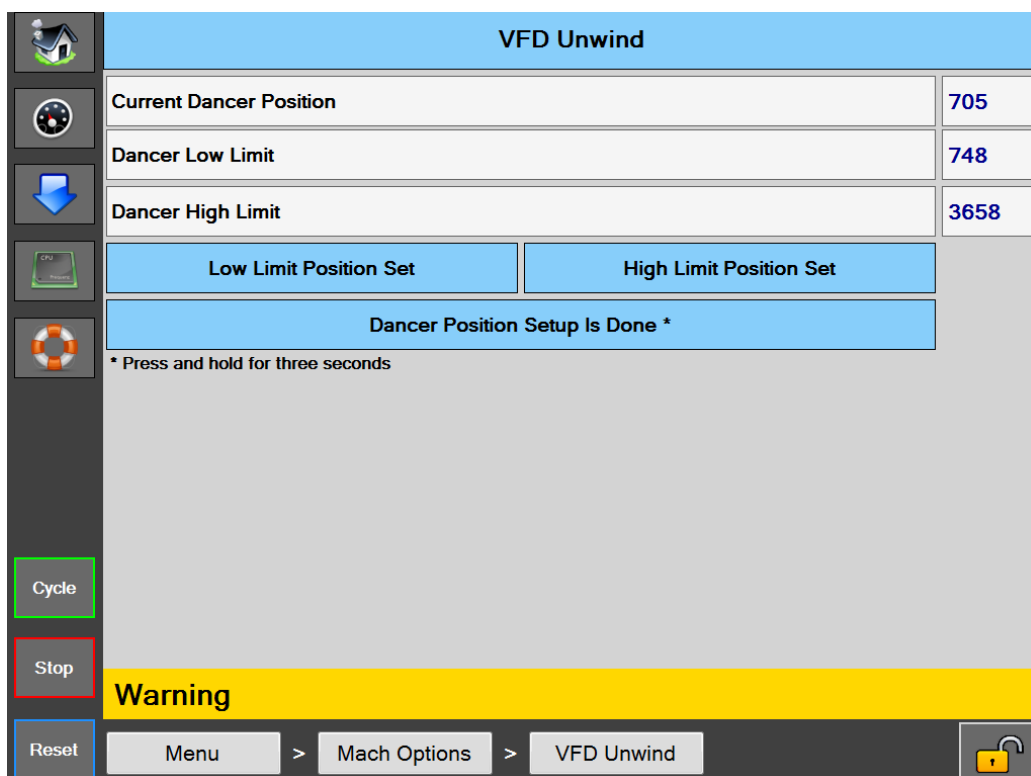 VFD Unwind
Current Dancer Position 705
Dancer Low Limit 748
Dancer High Limit 3658
Low Limit Position Set High Limit Position Set
Dancer Position Setup Is Done *
* Press and hold for three seconds
Cycle
Stop
Warning
Reset Menu > Mach Options > VFD Unwind